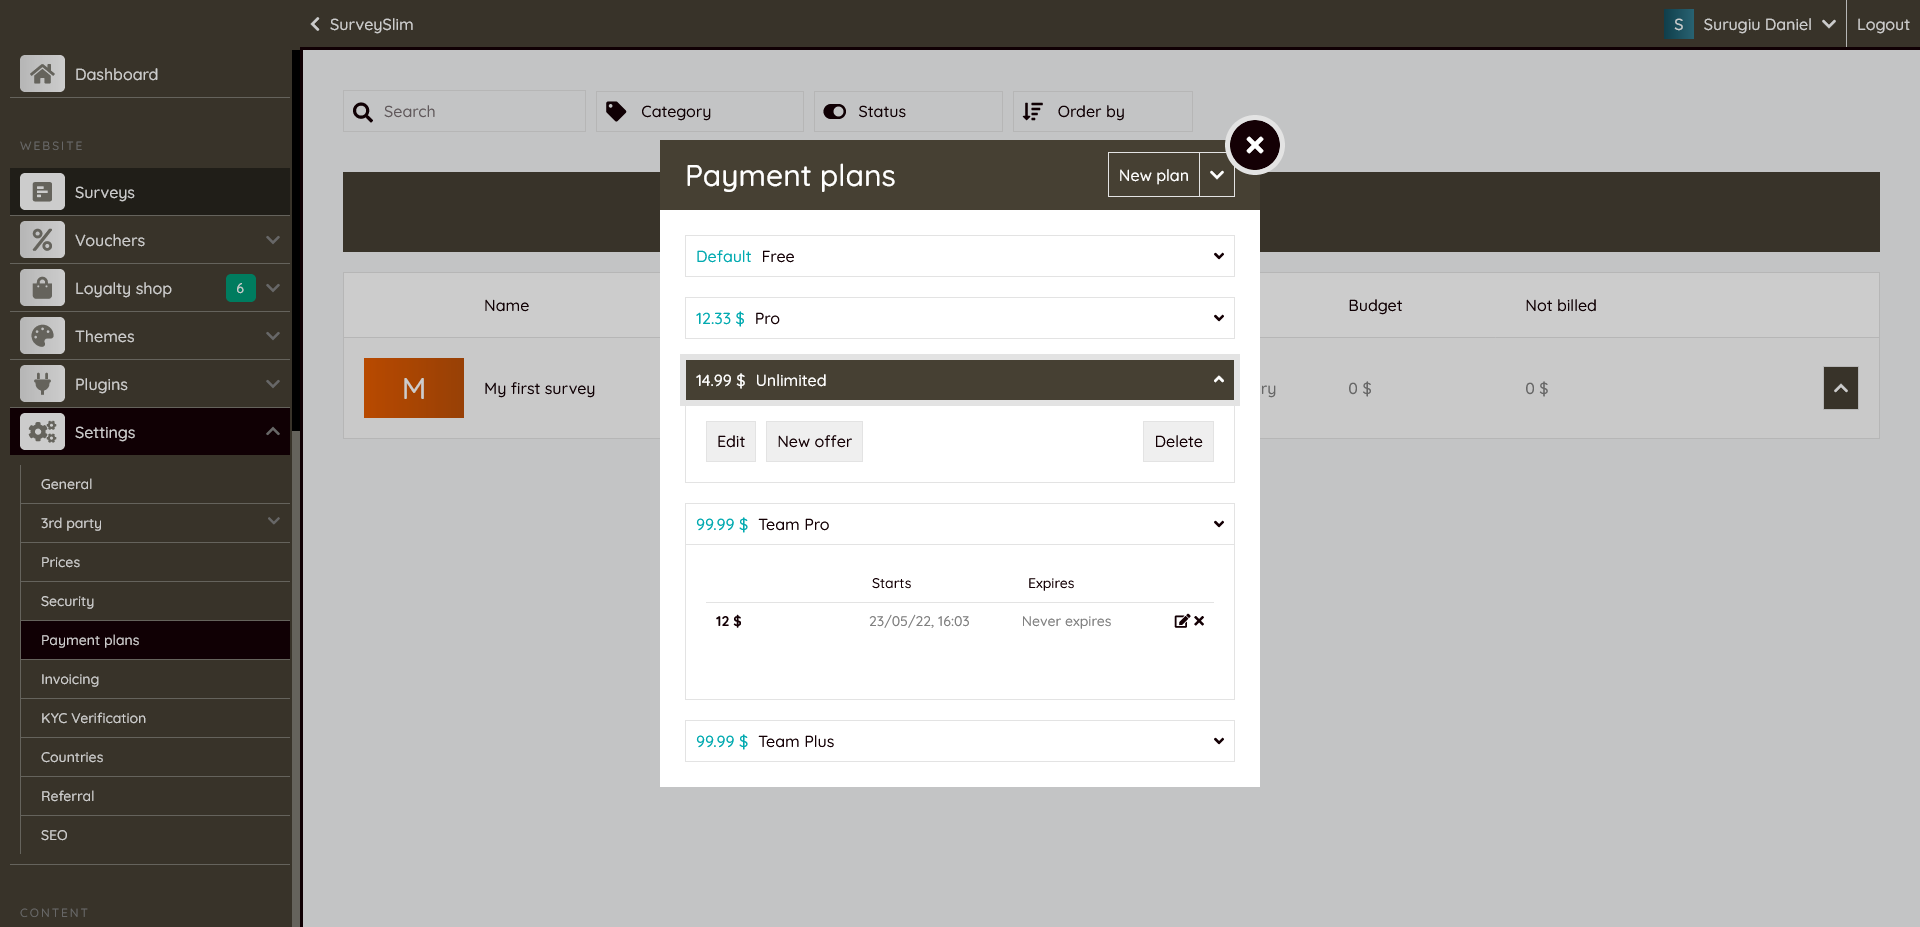 SurveySlim
S Surugiu Daniel
Logout
Dashboard
WEBSITE
Surveys
Vouchers
Loyalty shop 6
Themes
Plugins
Settings
General
3rd party
Prices
Security
Payment plans
Invoicing
KYC Verification
Countries
Referral
SEO
CONTENT
Search
Category
Status
Order by
Name
Budget
Not billed
M
My first survey
ry
0 $
0 $
Payment plans
New plan
Default Free
12.33 $ Pro
14.99 $ Unlimited
Edit
New offer
Delete
99.99 $ Team Pro
Starts Expires
12 $ 23/05/22, 16:03 Never expires
99.99 $ Team Plus